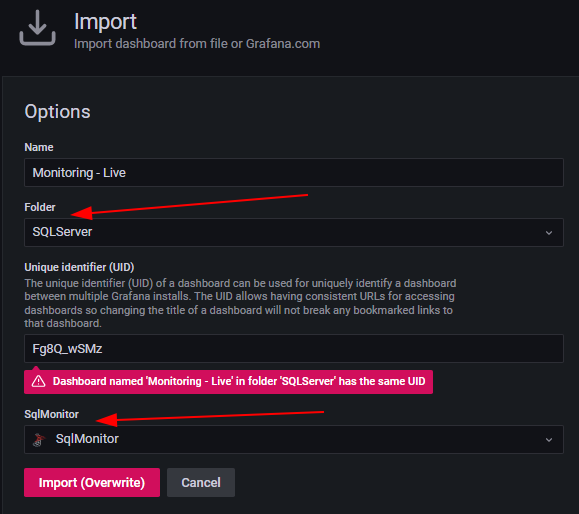 Import
Import dashboard from file or Grafana.com
Options
Name
Monitoring - Live
Folder
SQLServer
Unique identifier (UID)
The unique identifier (UID) of a dashboard can be used for uniquely identify a dashboard
between multiple Grafana installs. The UID allows having consistent URLs for accessing
dashboards so changing the title of a dashboard will not break any bookmarked links to
that dashboard.
Fg8Q_wSMz
Dashboard named 'Monitoring - Live' in folder 'SQLServer' has the same UID
SqlMonitor
SqlMonitor
Import (Overwrite) Cancel